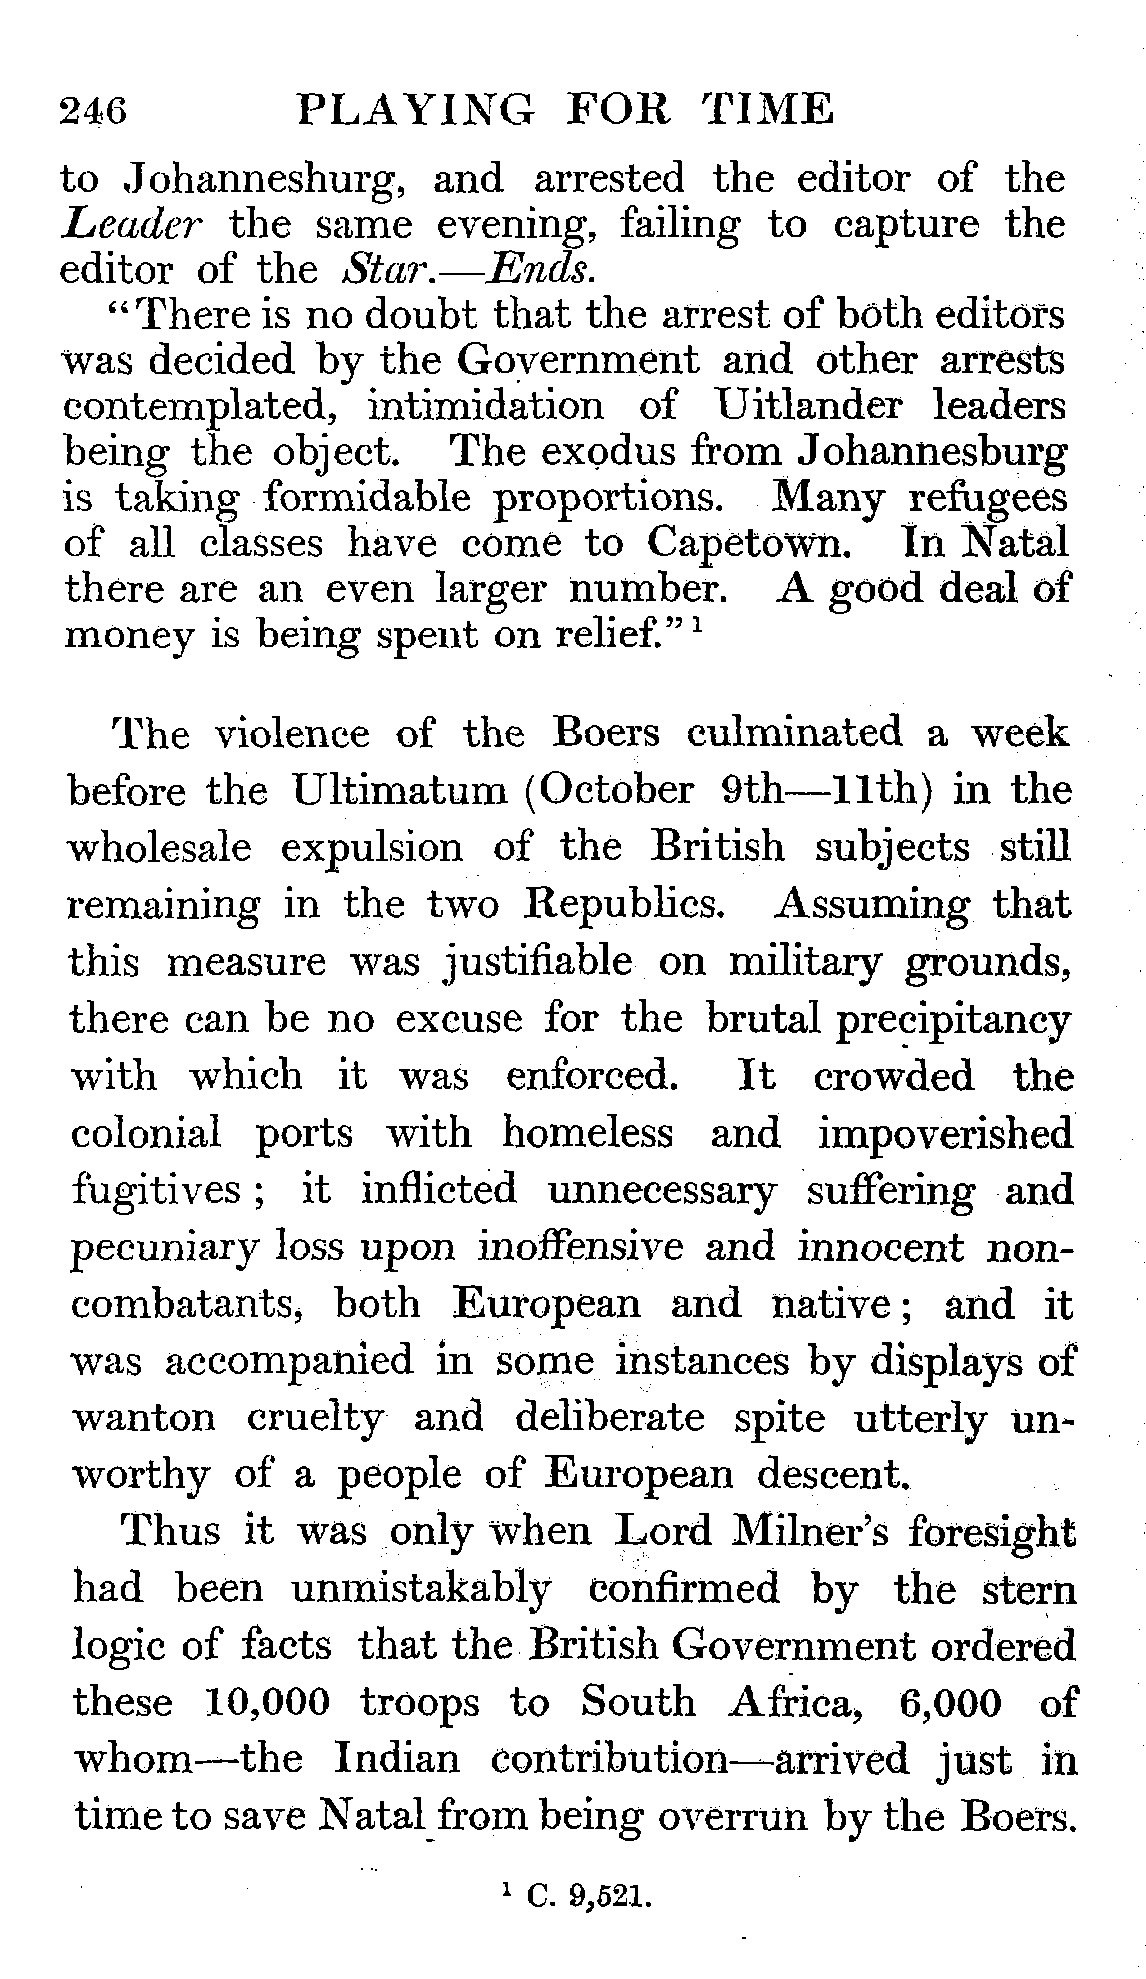 246 PLAYING FOR TIME
to Johanneshurg, and arrested the editor of the
Leader the same evening, failing to capture the
editor of the Star.—Ends.
“There is no doubt that the arrest of both editors
was decided by the Government and other arrests
contemplated, intimidation of Uitlander leaders
being the object. The exodus from Johannesburg
is taking formidable proportions. Many refugees
of all classes have come to Capetown. In Natal
there are an even larger number. A good deal of
money is being spent on relief.” ¹
The violence of the Boers culminated a week
before the Ultimatum (October 9th—11th) in the
wholesale expulsion of the British subjects still
remaining in the two Republics. Assuming that
this measure was justifiable on military grounds,
there can be no excuse for the brutal precipitancy
with which it was enforced. It crowded the
colonial ports with homeless and impoverished
fugitives ; it inflicted unnecessary suffering and
pecuniary loss upon inoffensive and innocent non-
combatants, both European and native ; and it
was accompanied in some instances by displays of
wanton cruelty and deliberate spite utterly un-
worthy of a people of European descent.
Thus it was only when Lord Milner’s foresight
had been unmistakably confirmed by the stern
logic of facts that the British Government ordered
these 10,000 troops to South Africa, 6,000 of
whom—the Indian contribution—arrived just in
time to save Natal from being overrun by the Boers.
¹ C. 9,521.